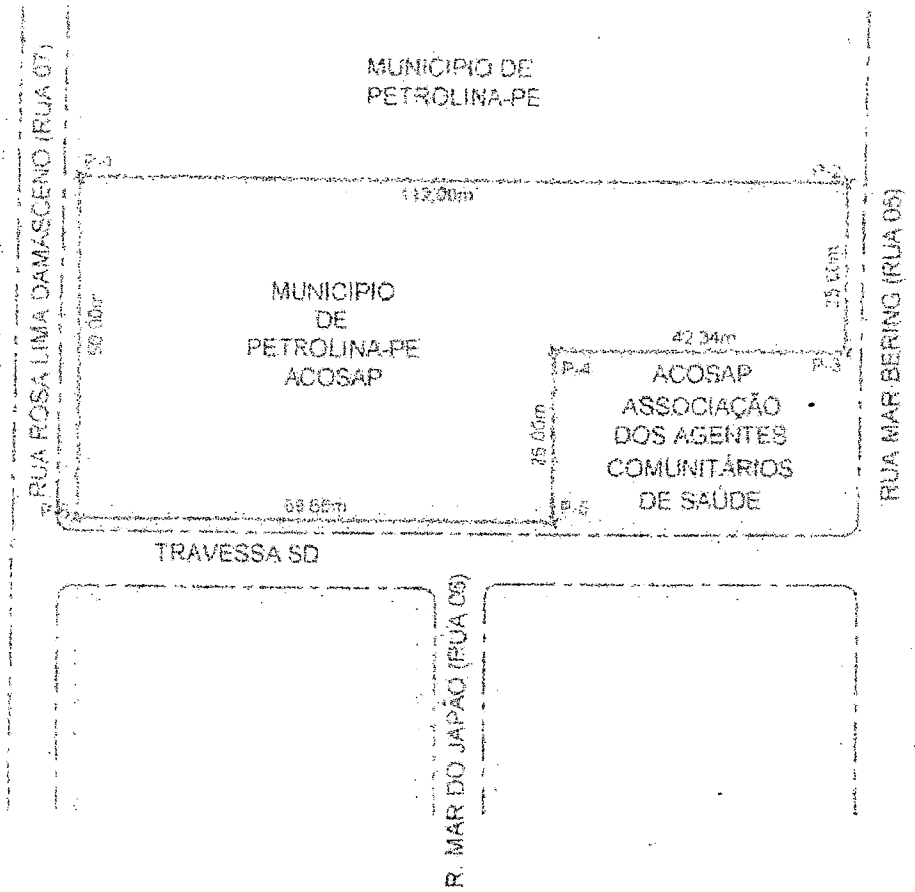 MUNICIPIO DE
PETROLINA-PE
RUA ROSA LIMA DAMASCENO (RUA 07)
P-1
P-2
112,00m
25,00m
RUA MAR BERING (RUA 05)
50,00m
MUNICIPIO
DE
PETROLINA-PE
ACOSAP
42,34m
P-4
P-3
ACOSAP
ASSOCIAÇÃO
DOS AGENTES
COMUNITÁRIOS
DE SAÚDE
25,00m
69,66m
P-5
TRAVESSA SD
R. MAR DO JAPÃO (RUA 06)